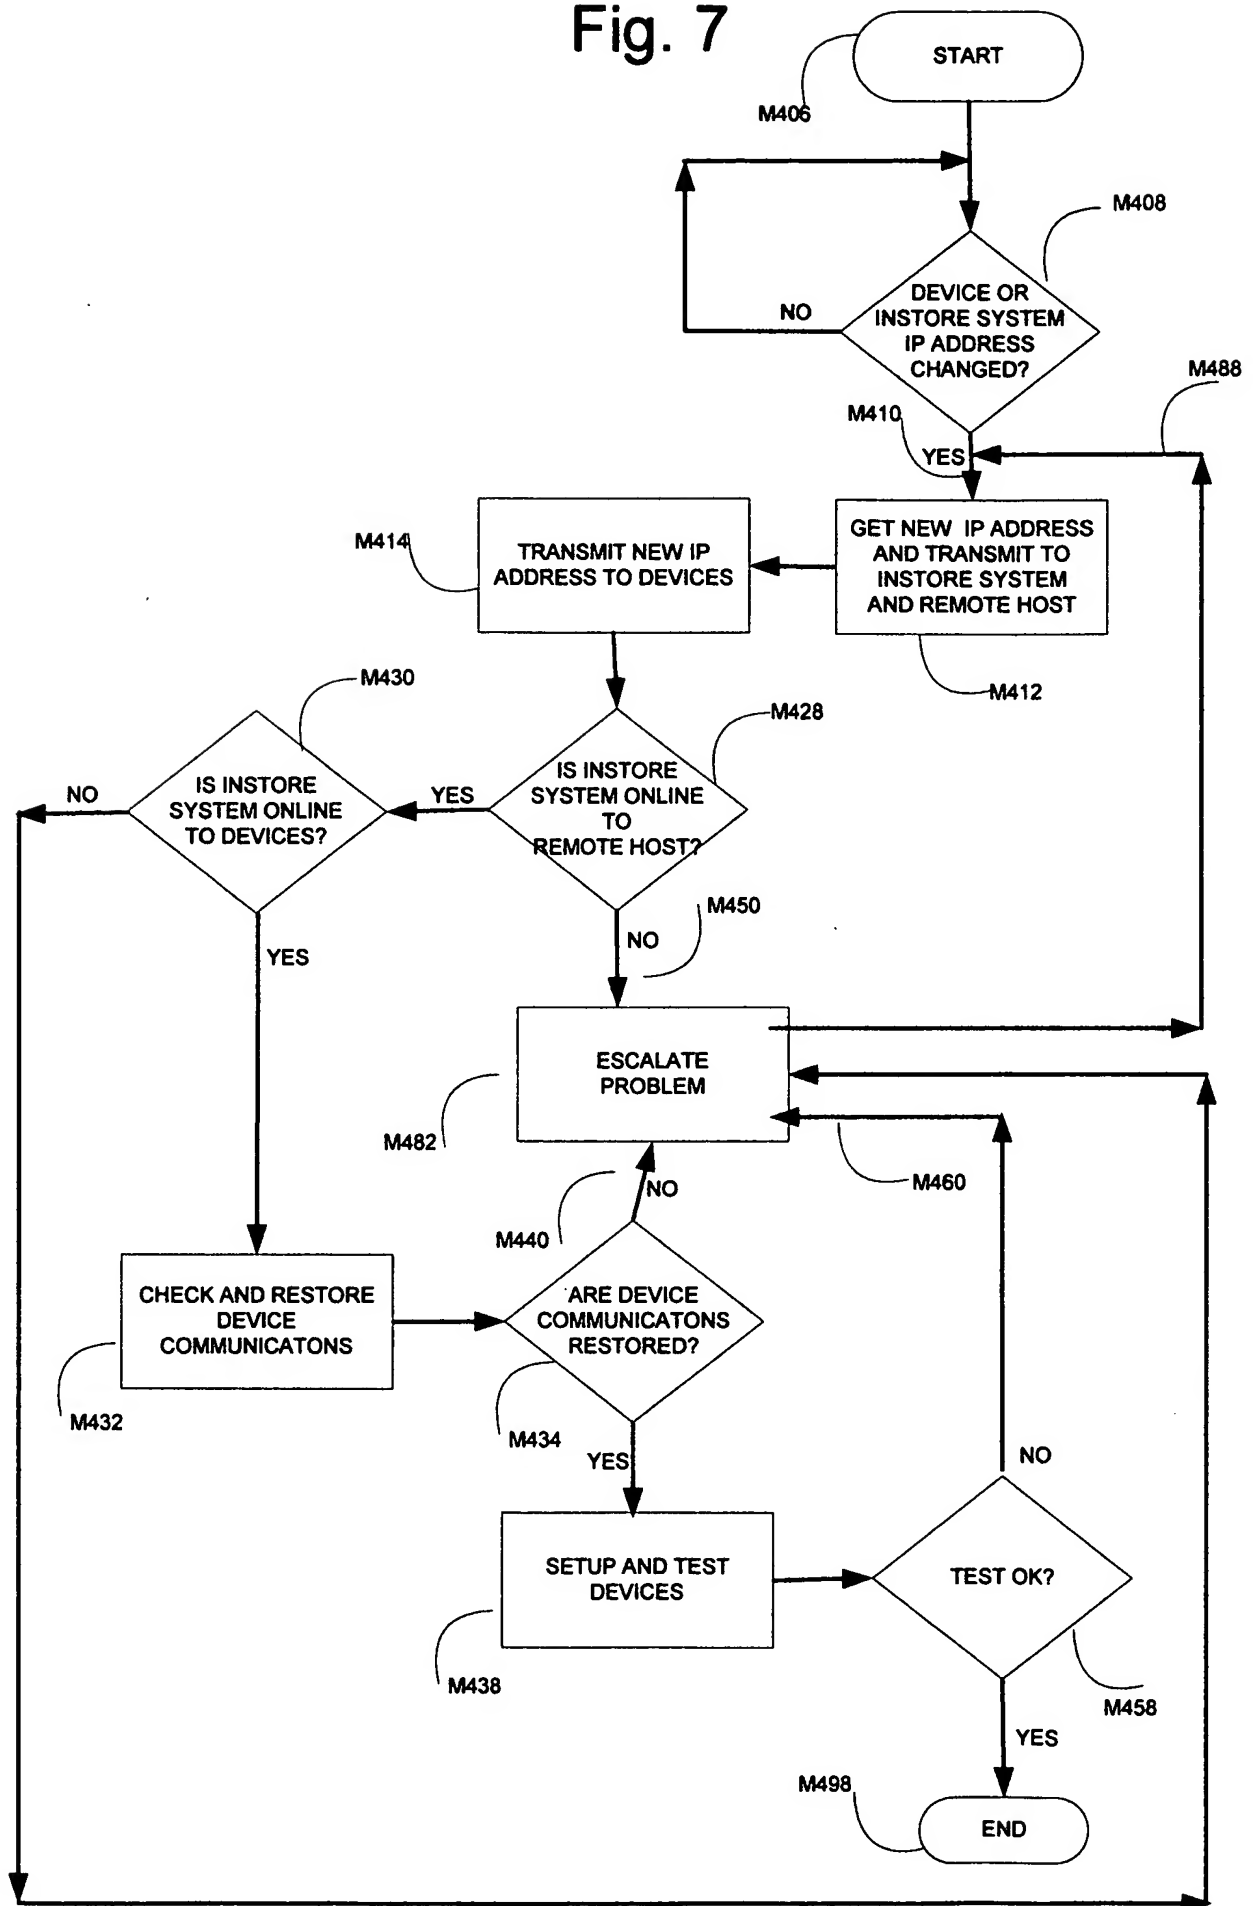 Fig. 7
START
M406
M408
DEVICE OR
INSTORE SYSTEM
IP ADDRESS
CHANGED?
NO
M488
M410
YES
GET NEW IP ADDRESS
AND TRANSMIT TO
INSTORE SYSTEM
AND REMOTE HOST
M414
TRANSMIT NEW IP
ADDRESS TO DEVICES
M412
M430
M428
IS INSTORE
SYSTEM ONLINE
TO
REMOTE HOST?
YES
IS INSTORE
SYSTEM ONLINE
TO DEVICES?
NO
M450
NO
YES
ESCALATE
PROBLEM
M482
M460
M440
NO
CHECK AND RESTORE
DEVICE
COMMUNICATONS
ARE DEVICE
COMMUNICATONS
RESTORED?
M432
M434
YES
NO
SETUP AND TEST
DEVICES
TEST OK?
M438
M458
YES
M498
END